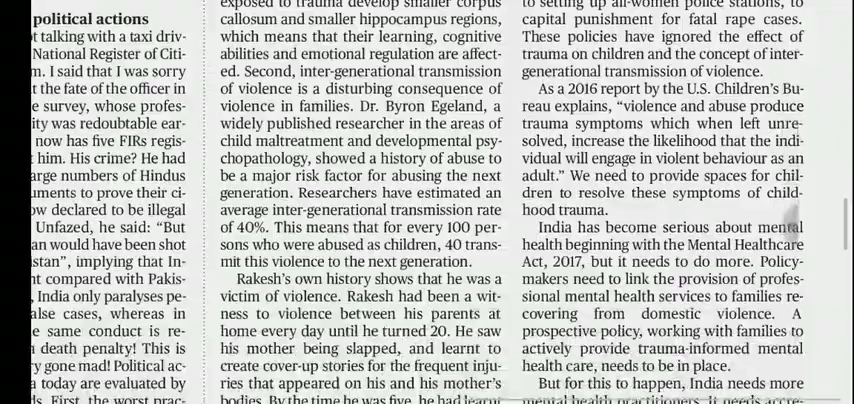 political actions
t talking with a taxi driv-
National Register of Citi-
m. I said that I was sorry
t the fate of the officer in
e survey, whose profes-
ity was redoubtable ear-
now has five FIRs regis-
t him. His crime? He had
arge numbers of Hindus
uments to prove their ci-
ow declared to be illegal
Unfazed, he said: “But
an would have been shot
istan”, implying that In-
nt compared with Pakis-
, India only paralyses pe-
alse cases, whereas in
e same conduct is re-
a death penalty! This is
ry gone mad! Political ac-
a today are evaluated by
ds. First, the worst prac-
exposed to trauma develop smaller corpus
callosum and smaller hippocampus regions,
which means that their learning, cognitive
abilities and emotional regulation are affect-
ed. Second, inter-generational transmission
of violence is a disturbing consequence of
violence in families. Dr. Byron Egeland, a
widely published researcher in the areas of
child maltreatment and developmental psy-
chopathology, showed a history of abuse to
be a major risk factor for abusing the next
generation. Researchers have estimated an
average inter-generational transmission rate
of 40%. This means that for every 100 per-
sons who were abused as children, 40 trans-
mit this violence to the next generation.
Rakesh’s own history shows that he was a
victim of violence. Rakesh had been a wit-
ness to violence between his parents at
home every day until he turned 20. He saw
his mother being slapped, and learnt to
create cover-up stories for the frequent inju-
ries that appeared on his and his mother’s
bodies. By the time he was five, he had learnt
to setting up all-women police stations, to
capital punishment for fatal rape cases.
These policies have ignored the effect of
trauma on children and the concept of inter-
generational transmission of violence.
As a 2016 report by the U.S. Children’s Bu-
reau explains, “violence and abuse produce
trauma symptoms which when left unre-
solved, increase the likelihood that the indi-
vidual will engage in violent behaviour as an
adult.” We need to provide spaces for chil-
dren to resolve these symptoms of child-
hood trauma.
India has become serious about mental
health beginning with the Mental Healthcare
Act, 2017, but it needs to do more. Policy-
makers need to link the provision of profes-
sional mental health services to families re-
covering from domestic violence. A
prospective policy, working with families to
actively provide trauma-informed mental
health care, needs to be in place.
But for this to happen, India needs more
mental health practitioners. It needs accre-